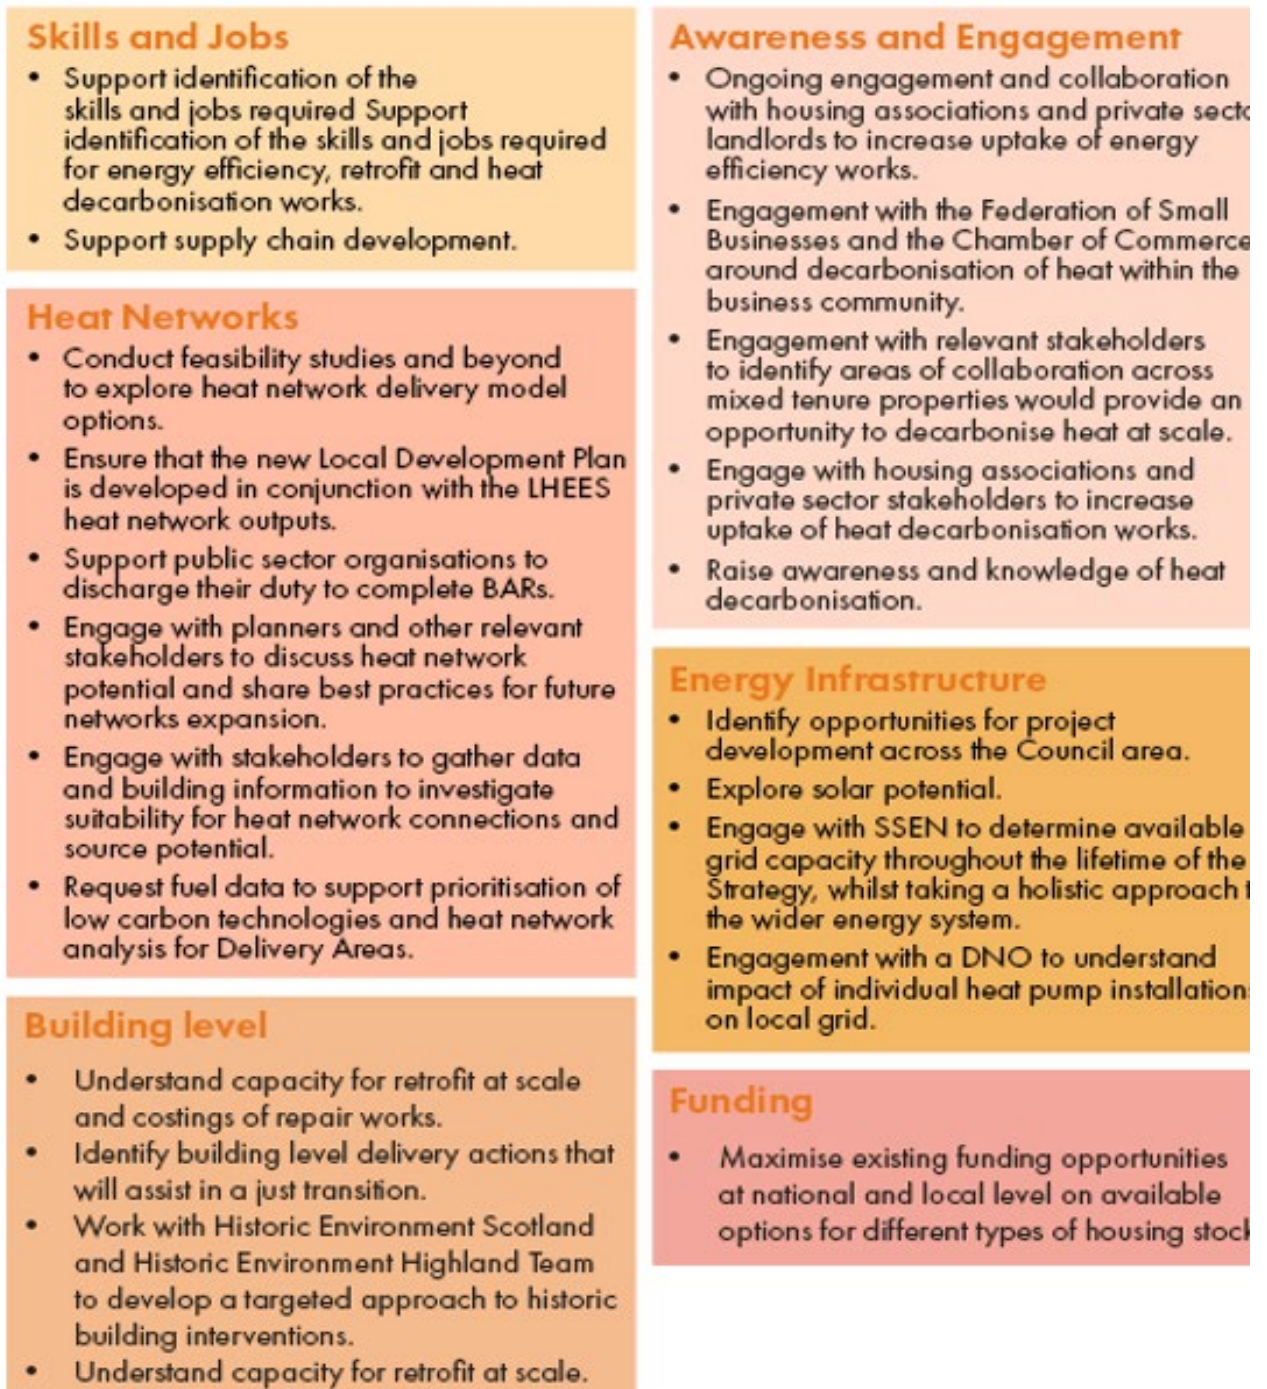 Skills and Jobs
• Support identification of the
skills and jobs required Support
identification of the skills and jobs required
for energy efficiency, retrofit and heat
decarbonisation works.
• Support supply chain development.
Heat Networks
• Conduct feasibility studies and beyond
to explore heat network delivery model
options.
• Ensure that the new Local Development Plan
is developed in conjunction with the LHEES
heat network outputs.
• Support public sector organisations to
discharge their duty to complete BARs.
• Engage with planners and other relevant
stakeholders to discuss heat network
potential and share best practices for future
networks expansion.
• Engage with stakeholders to gather data
and building information to investigate
suitability for heat network connections and
source potential.
• Request fuel data to support prioritisation of
low carbon technologies and heat network
analysis for Delivery Areas.
Building level
• Understand capacity for retrofit at scale
and costings of repair works.
• Identify building level delivery actions that
will assist in a just transition.
• Work with Historic Environment Scotland
and Historic Environment Highland Team
to develop a targeted approach to historic
building interventions.
• Understand capacity for retrofit at scale.
Awareness and Engagement
• Ongoing engagement and collaboration
with housing associations and private
landlords to increase uptake of energy
efficiency works.
• Engagement with the Federation of Small
Businesses and the Chamber of Commerce
around decarbonisation of heat within the
business community.
• Engagement with relevant stakeholders
to identify areas of collaboration across
mixed tenure properties would provide an
opportunity to decarbonise heat at scale.
• Engage with housing associations and
private sector stakeholders to increase
uptake of heat decarbonisation works.
• Raise awareness and knowledge of heat
decarbonisation.
Energy Infrastructure
• Identify opportunities for project
development across the Council area.
• Explore solar potential.
• Engage with SSEN to determine available
grid capacity throughout the lifetime of the
Strategy, whilst taking a holistic approach
the wider energy system.
• Engagement with a DNO to understand
impact of individual heat pump installations
on local grid.
Funding
• Maximise existing funding opportunities
at national and local level on available
options for different types of housing stock